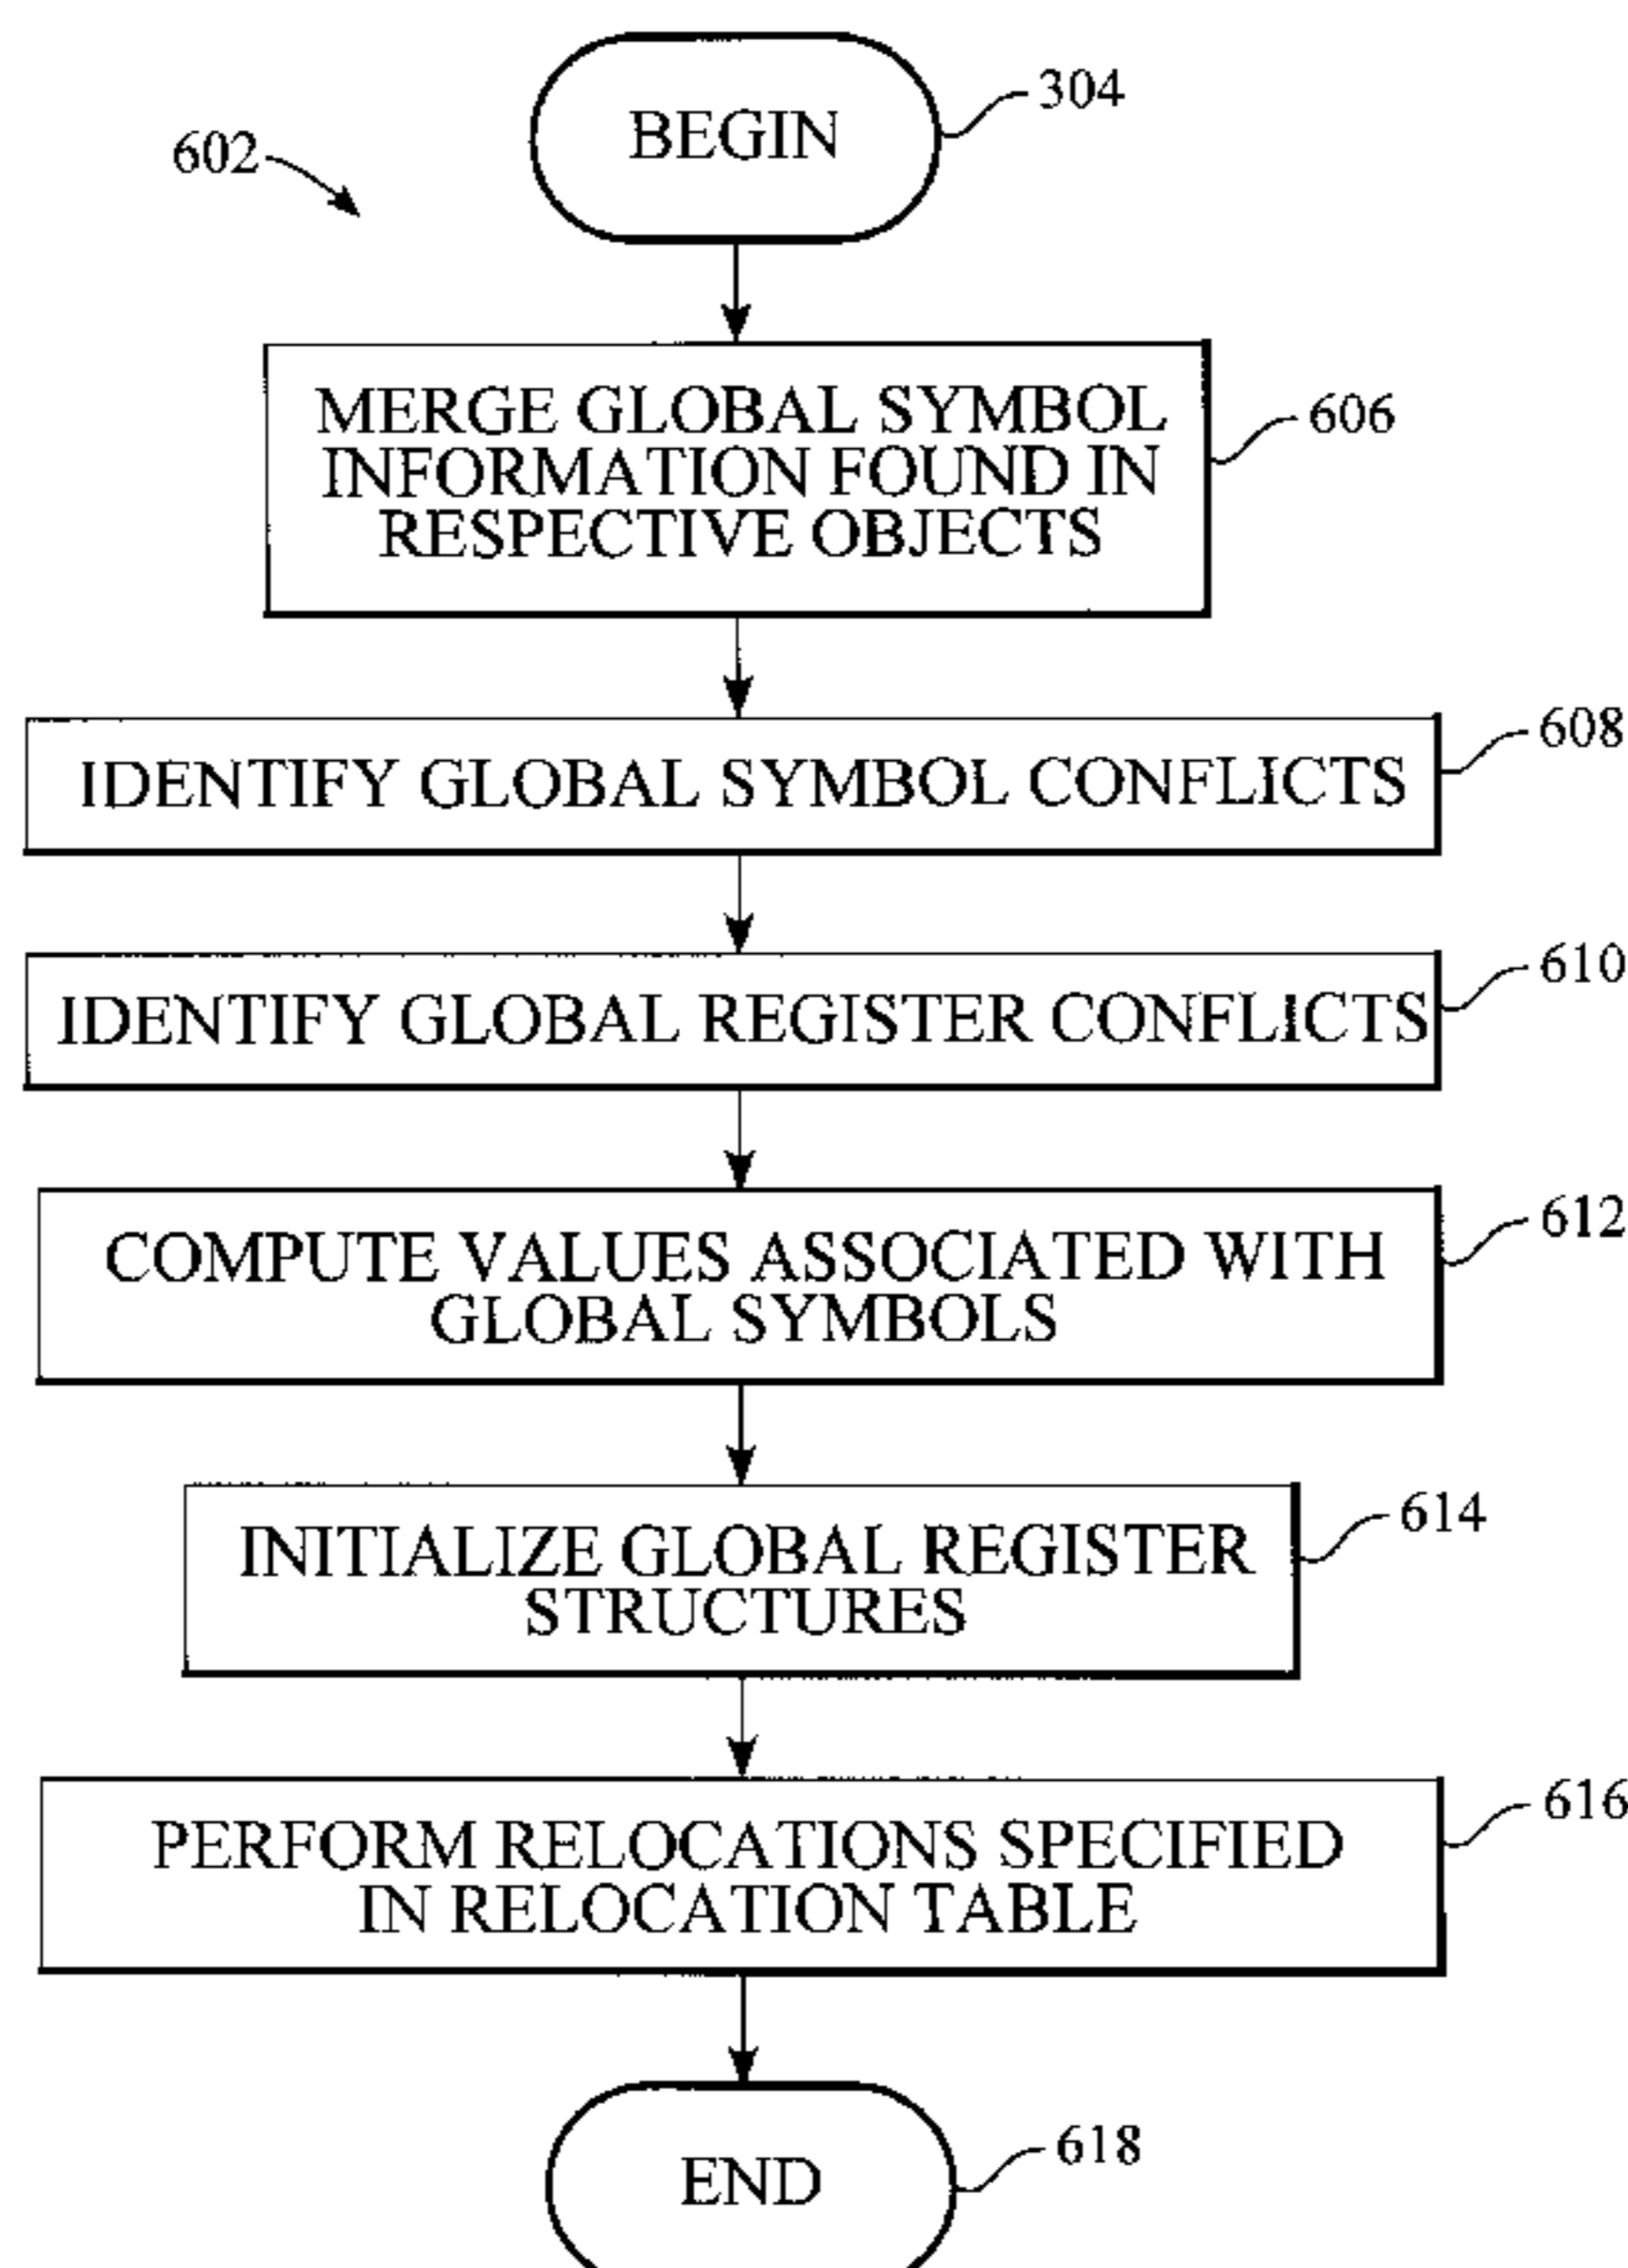 BEGIN
304
602
MERGE GLOBAL SYMBOL
INFORMATION FOUND IN
RESPECTIVE OBJECTS
606
608
IDENTIFY GLOBAL SYMBOL CONFLICTS
610
IDENTIFY GLOBAL REGISTER CONFLICTS
612
COMPUTE VALUES ASSOCIATED WITH
GLOBAL SYMBOLS
614
INITIALIZE GLOBAL REGISTER
STRUCTURES
616
PERFORM RELOCATIONS SPECIFIED
IN RELOCATION TABLE
618
END